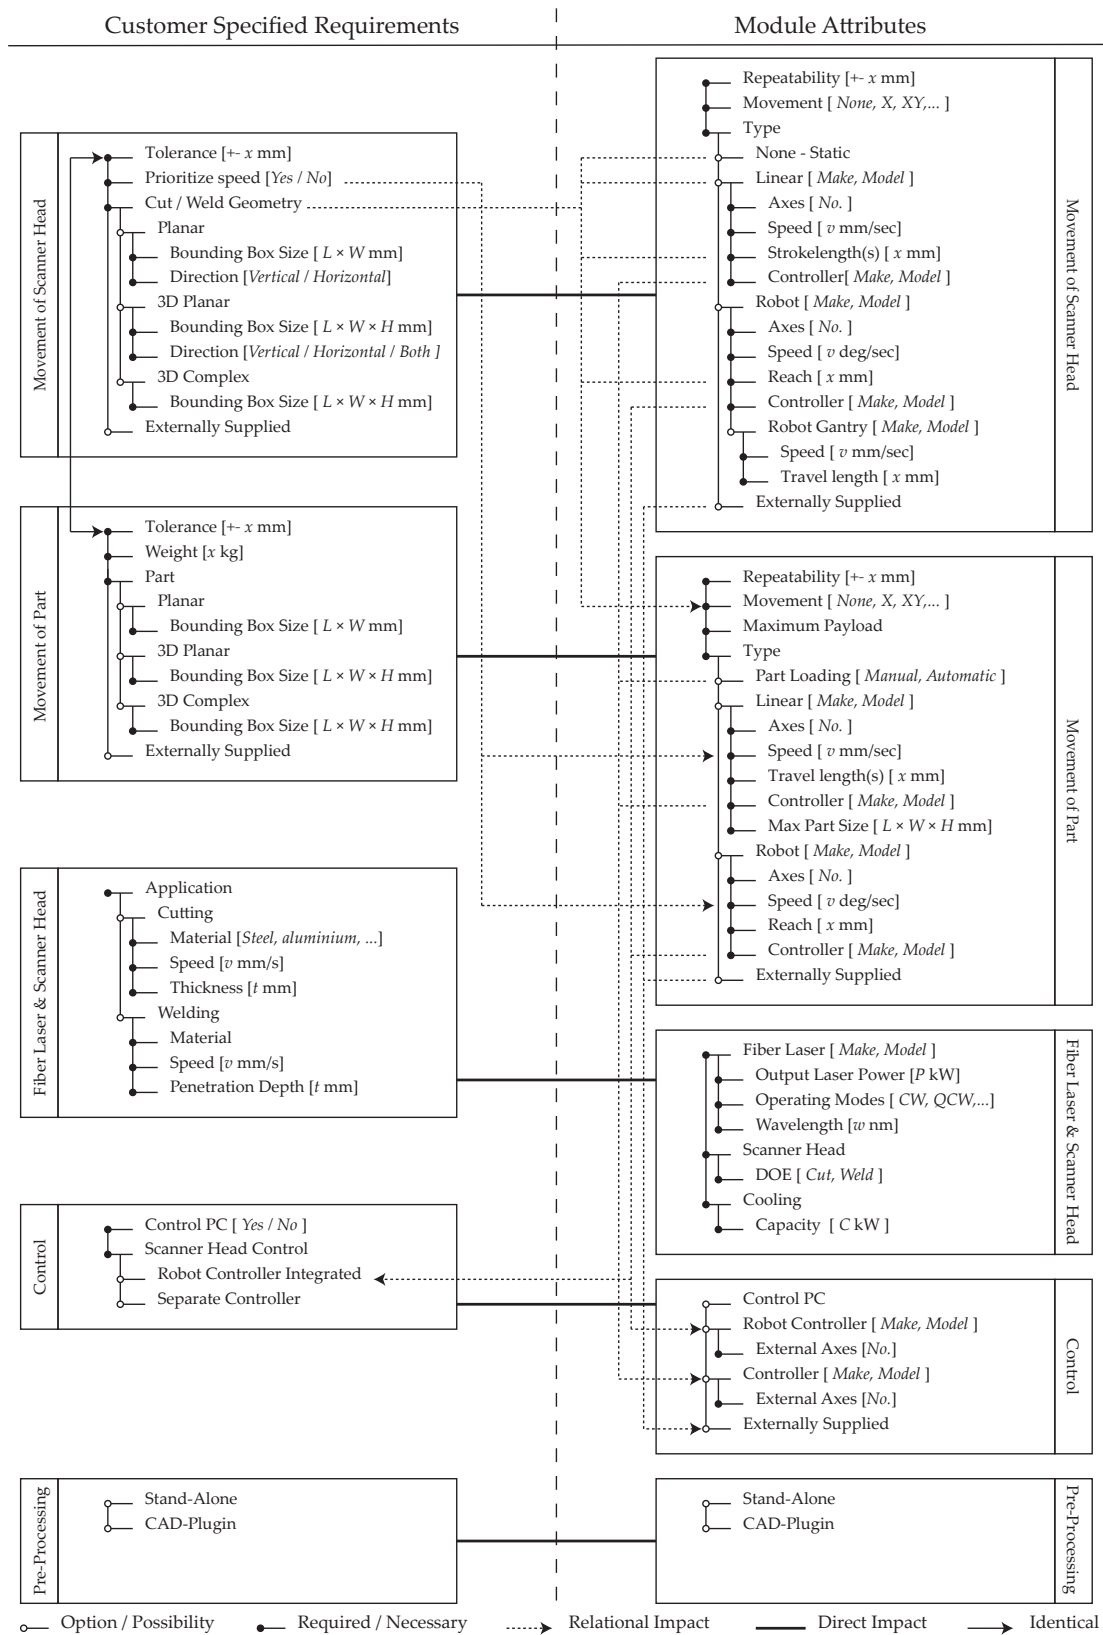 Customer Specified Requirements
Module Attributes
Movement of Scanner Head
Tolerance [+- x mm]
Prioritize speed [Yes / No]
Cut / Weld Geometry
Planar
Bounding Box Size [ L × W mm]
Direction [Vertical / Horizontal]
3D Planar
Bounding Box Size [ L × W × H mm]
Direction [Vertical / Horizontal / Both ]
3D Complex
Bounding Box Size [ L × W × H mm]
Externally Supplied
Movement of Part
Tolerance [+- x mm]
Weight [x kg]
Part
Planar
Bounding Box Size [ L × W mm]
3D Planar
Bounding Box Size [ L × W × H mm]
3D Complex
Bounding Box Size [ L × W × H mm]
Externally Supplied
Fiber Laser & Scanner Head
Application
Cutting
Material [Steel, aluminium, ...]
Speed [v mm/s]
Thickness [t mm]
Welding
Material
Speed [v mm/s]
Penetration Depth [t mm]
Control
Control PC [ Yes / No ]
Scanner Head Control
Robot Controller Integrated
Separate Controller
Pre-Processing
Stand-Alone
CAD-Plugin
Repeatability [+- x mm]
Movement [ None, X, XY,... ]
Type
None - Static
Linear [ Make, Model ]
Axes [ No. ]
Speed [ v mm/sec]
Strokelength(s) [ x mm]
Controller[ Make, Model ]
Robot [ Make, Model ]
Axes [ No. ]
Speed [ v deg/sec]
Reach [ x mm]
Controller [ Make, Model ]
Robot Gantry [ Make, Model ]
Speed [ v mm/sec]
Travel length [ x mm]
Externally Supplied
Movement of Scanner Head
Repeatability [+- x mm]
Movement [ None, X, XY,... ]
Maximum Payload
Type
Part Loading [ Manual, Automatic ]
Linear [ Make, Model ]
Axes [ No. ]
Speed [ v mm/sec]
Travel length(s) [ x mm]
Controller [ Make, Model ]
Max Part Size [ L × W × H mm]
Robot [ Make, Model ]
Axes [ No. ]
Speed [ v deg/sec]
Reach [ x mm]
Controller [ Make, Model ]
Externally Supplied
Movement of Part
Fiber Laser [ Make, Model ]
Output Laser Power [P kW]
Operating Modes [ CW, QCW,...]
Wavelength [w nm]
Scanner Head
DOE [ Cut, Weld ]
Cooling
Capacity [ C kW ]
Fiber Laser & Scanner Head
Control PC
Robot Controller [ Make, Model ]
External Axes [No.]
Controller [ Make, Model ]
External Axes [No.]
Externally Supplied
Control
Stand-Alone
CAD-Plugin
Pre-Processing
Option / Possibility
Required / Necessary
Relational Impact
Direct Impact
Identical